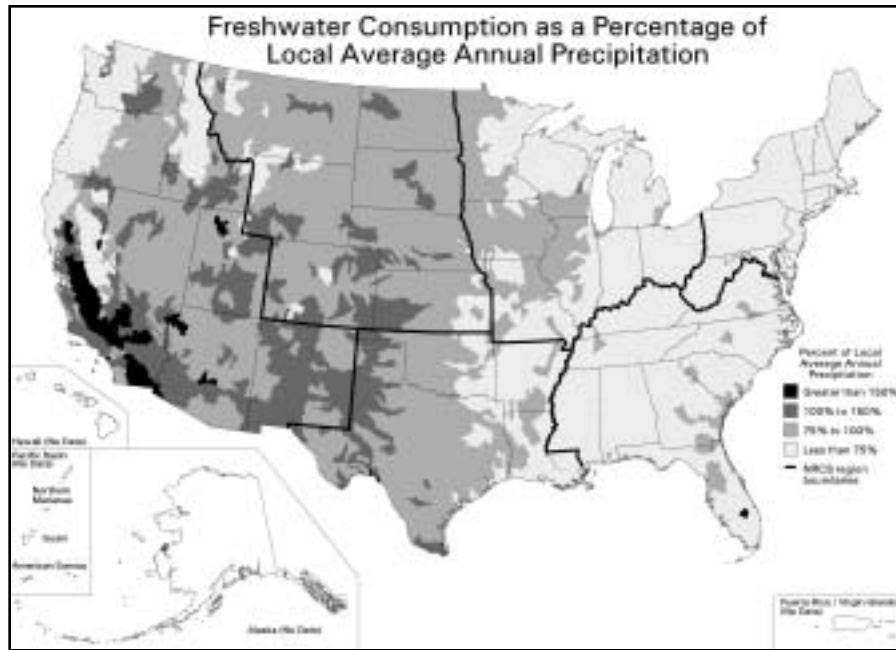 Freshwater Consumption as a Percentage of
Local Average Annual Precipitation
Percent of Local
Average Annual
Precipitation
Greater than 150%
100% to 150%
75% to 100%
Less than 75%
NRCS region
boundaries
Hawaii (No Data)
Pacific Basin
(No Data)
Northern
Marianas
Guam
American Samoa
Alaska (No Data)
Puerto Rico / Virgin Islands
(No Data)